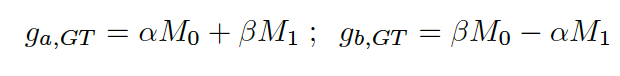 g_{a,GT} = αM_0 + βM_1 ; g_{b,GT} = βM_0 − αM_1